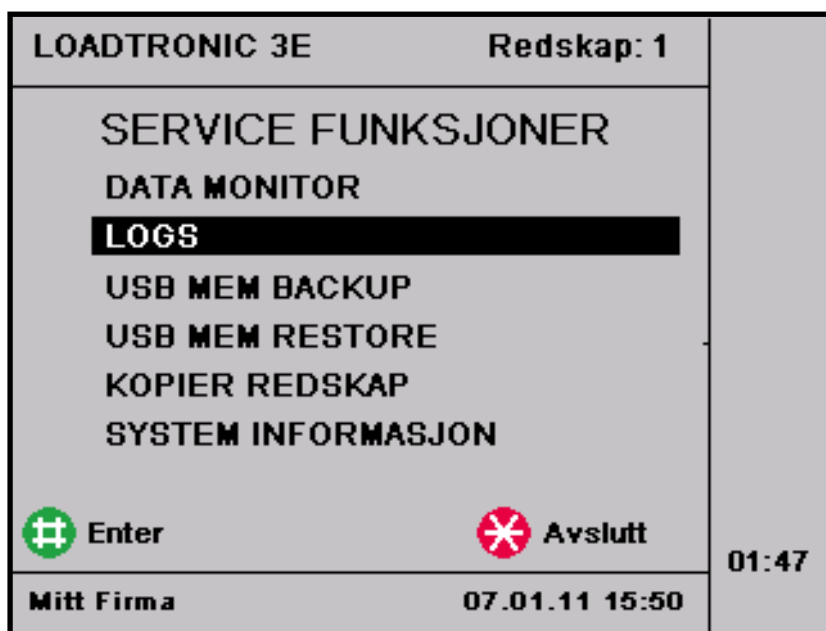 LOADTRONIC 3E Redskap: 1
SERVICE FUNKSJONER
DATA MONITOR
LOGS
USB MEM BACKUP
USB MEM RESTORE
KOPIER REDSKAP
SYSTEM INFORMASJON
# Enter * Avslutt
01:47
Mitt Firma 07.01.11 15:50